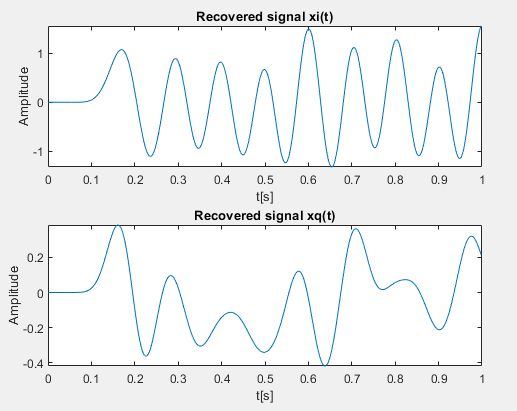 Recovered signal xi(t)
Amplitude
1
0
-1
0 0.1 0.2 0.3 0.4 0.5 0.6 0.7 0.8 0.9 1
t[s]
Recovered signal xq(t)
Amplitude
0.2
0
-0.2
-0.4
0 0.1 0.2 0.3 0.4 0.5 0.6 0.7 0.8 0.9 1
t[s]